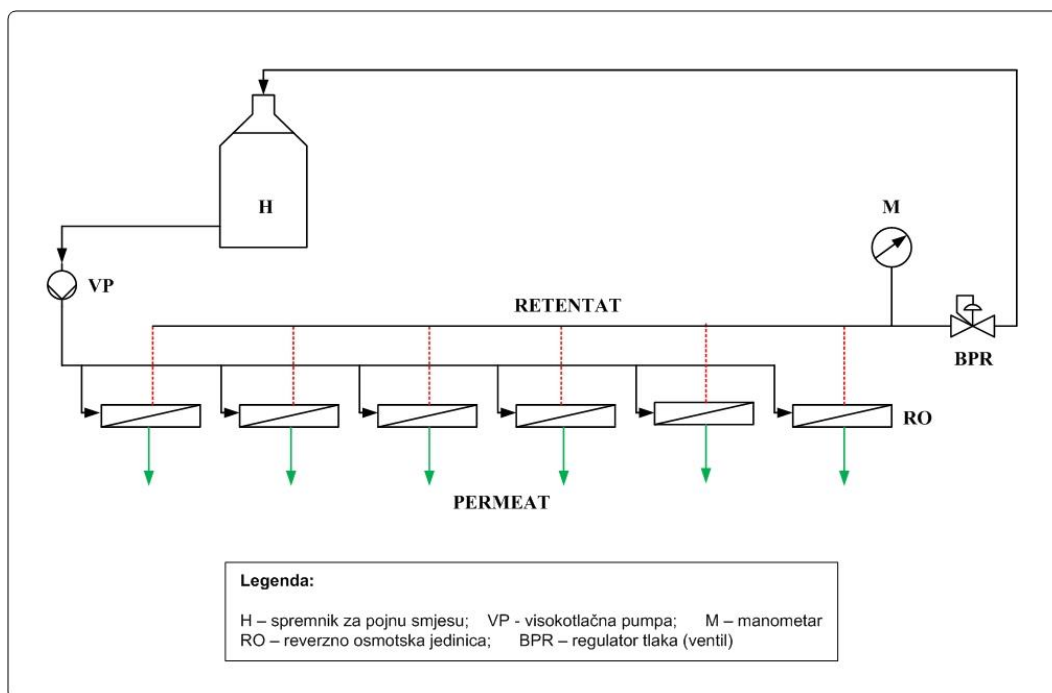 H
M
VP
RETENTAT
BPR
RO
PERMEAT
Legenda:
H – spremnik za pojnu smjesu; VP - visokotlačna pumpa; M – manometar
RO – reverzno osmotska jedinica; BPR – regulator tlaka (ventil)